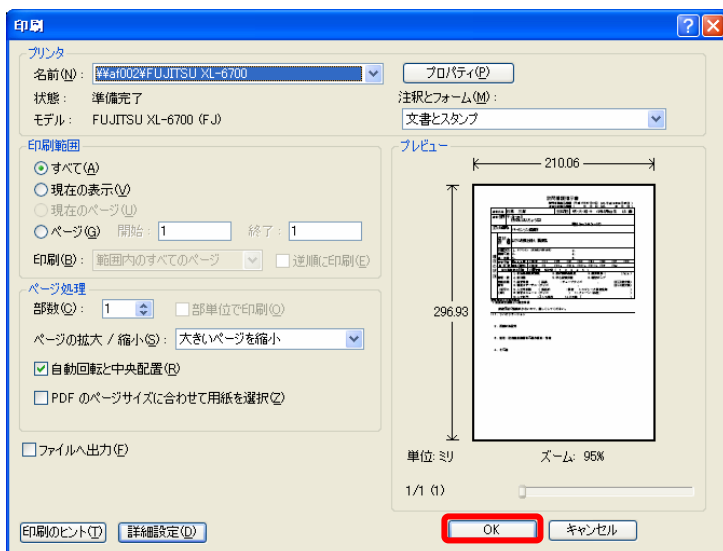 印刷
プリンタ
名前(N): ¥¥af002¥FUJITSU XL-6700 プロパティ(P)
状態: 準備完了 注釈とフォーム(M):
モデル: FUJITSU XL-6700 (FJ) 文書とスタンプ
印刷範囲
すべて(A)
現在の表示(V)
現在のページ(U)
ページ(G) 開始: 1 終了: 1
印刷(B): 範囲内のすべてのページ 逆順に印刷(E)
ページ処理
部数(C): 1 部単位で印刷(O)
ページの拡大 / 縮小(S): 大きいページを縮小
自動回転と中央配置(R)
PDF のページサイズに合わせて用紙を選択(Z)
ファイルへ出力(F)
プレビュー
210.06
296.93
単位: ミリ ズーム: 95%
1/1 (1)
印刷のヒント(T) 詳細設定(D) OK キャンセル